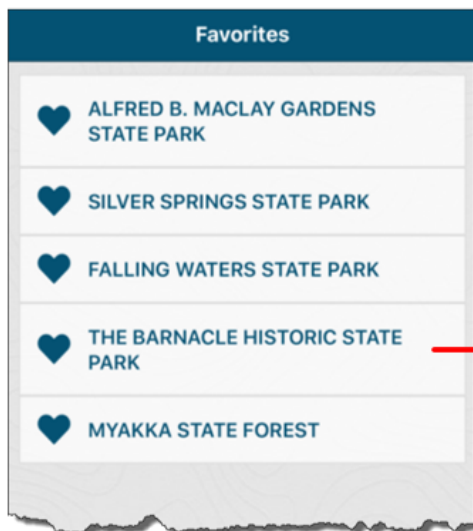 Favorites
ALFRED B. MACLAY GARDENS
STATE PARK
SILVER SPRINGS STATE PARK
FALLING WATERS STATE PARK
THE BARNACLE HISTORIC STATE
PARK
MYAKKA STATE FOREST